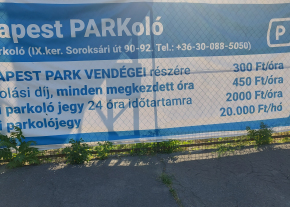 apest PARKoló
rkoló (IX.ker. Soroksári út 90-92. Tel.: +36-30-088-5050)
P
APEST PARK VENDÉGEI részére 300 Ft/óra
olási díj, minden megkezdett óra 450 Ft/óra
parkoló jegy 24 óra időtartamra 2000 Ft/óra
parkolójegy 20.000 Ft/hó